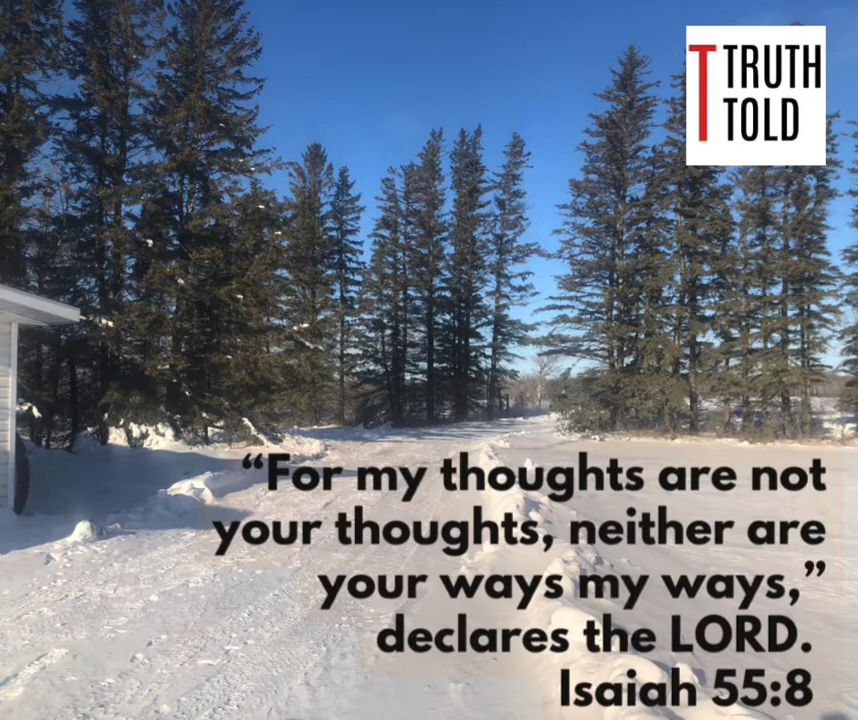 TRUTH
TOLD
“For my thoughts are not
your thoughts, neither are
your ways my ways,”
declares the LORD.
Isaiah 55:8